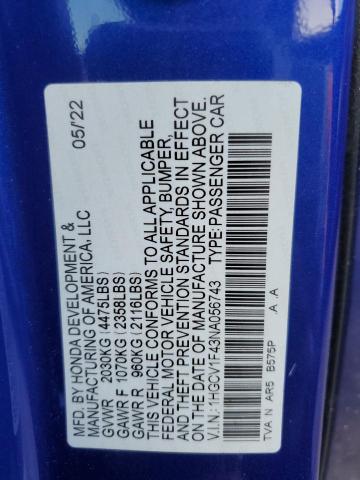 MFD. BY HONDA DEVELOPMENT &
MANUFACTURING OF AMERICA, LLC 05/22
GVWR 2030KG (4475LBS)
GAWR F 1070KG (2358LBS)
GAWR R 960KG (2116LBS)
THIS VEHICLE CONFORMS TO ALL APPLICABLE
FEDERAL MOTOR VEHICLE SAFETY, BUMPER,
AND THEFT PREVENTION STANDARDS IN EFFECT
ON THE DATE OF MANUFACTURE SHOWN ABOVE.
V.I.N.: 1HGCV1F43NA056743 TYPE: PASSENGER CAR
TVA N AR5 B575P A .A